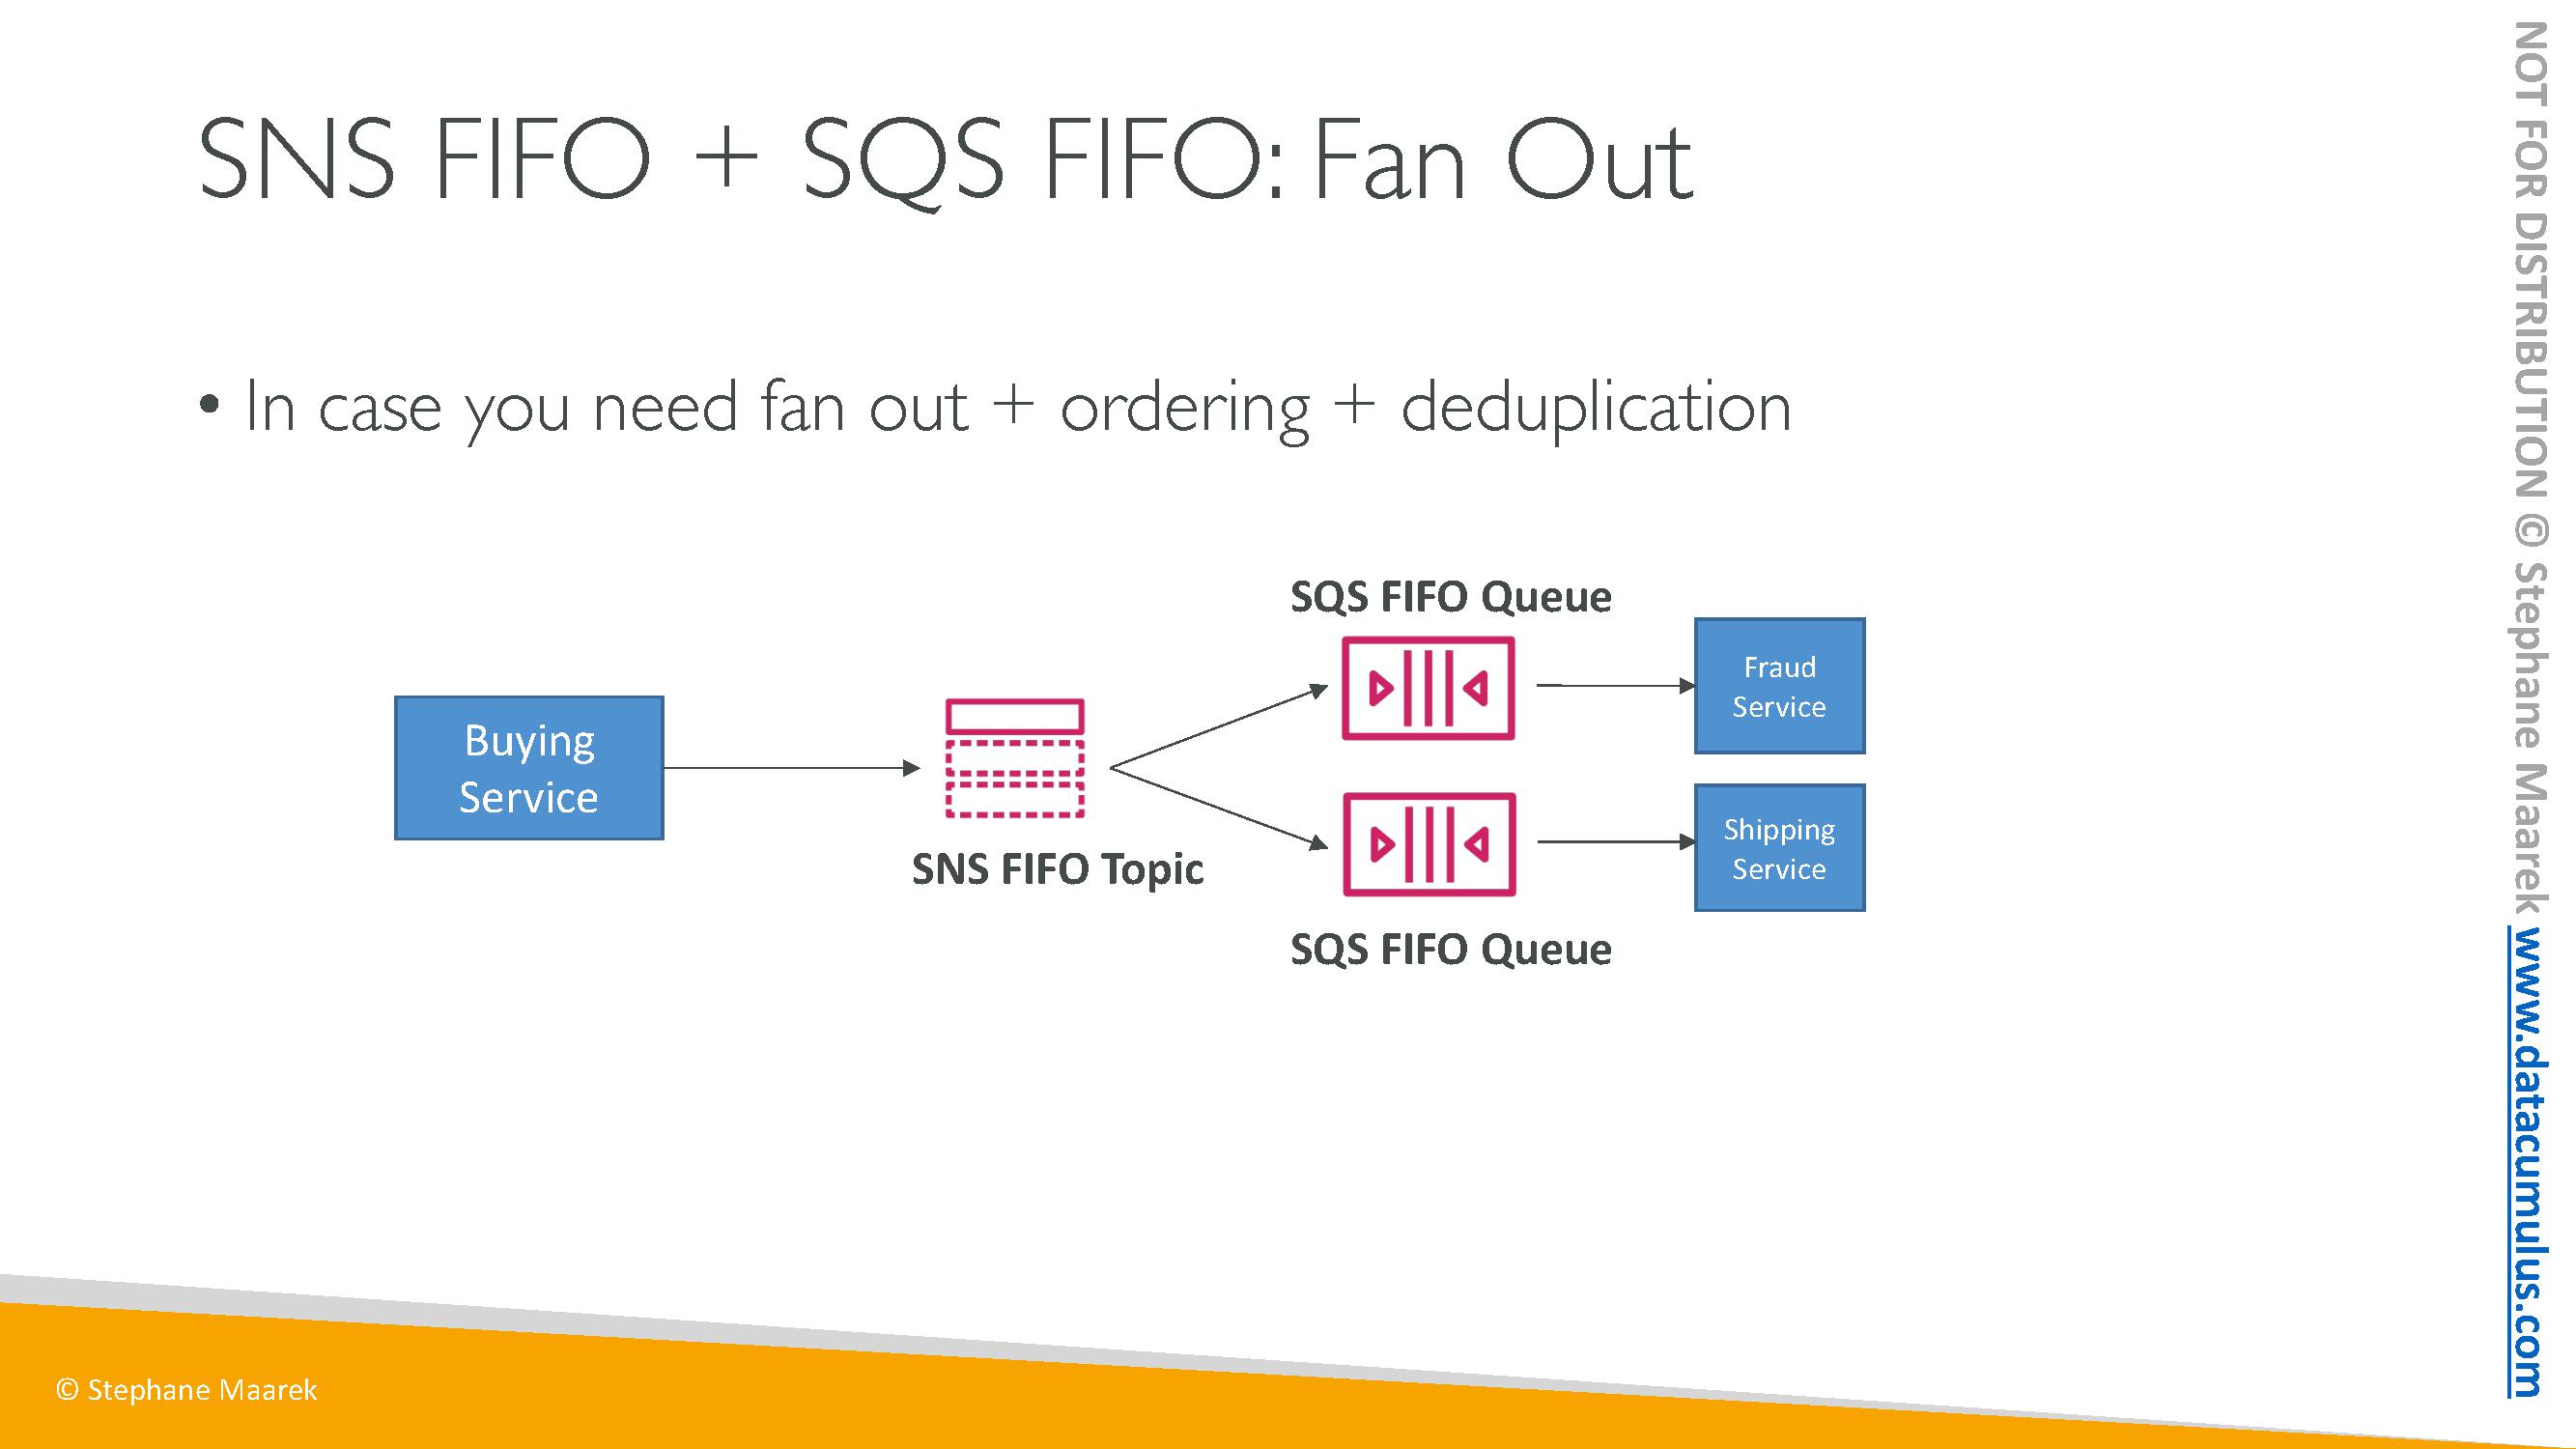 SNS FIFO + SQS FIFO: Fan Out
• In case you need fan out + ordering + deduplication
SQS FIFO Queue
Fraud
Service
Buying
Service
SNS FIFO Topic
Shipping
Service
SQS FIFO Queue
© Stephane Maarek
NOT FOR DISTRIBUTION © Stephane Maarek www.datacumulus.com